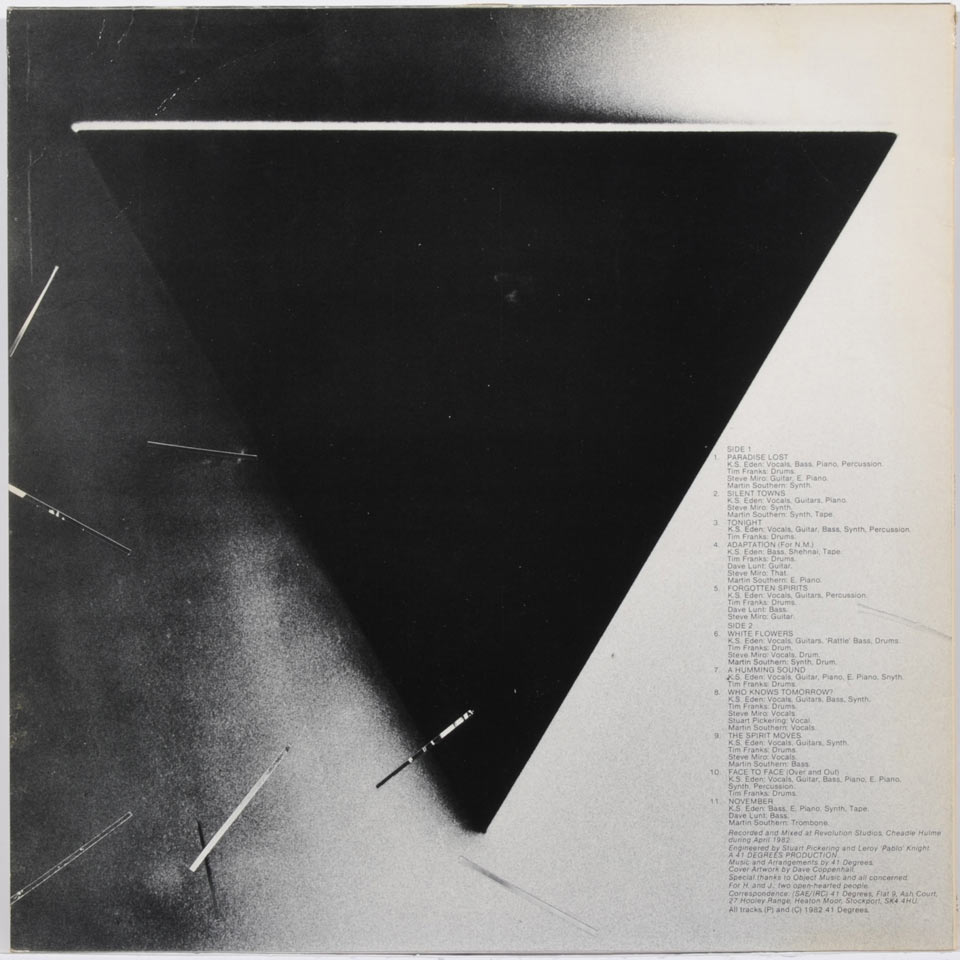 SIDE 1
1. PARADISE LOST
K.S. Eden: Vocals, Bass, Piano, Percussion.
Tim Franks: Drums.
Steve Miro: Guitar, E. Piano.
Martin Southern: Synth.
2. SILENT TOWNS
K.S. Eden: Vocals, Guitars, Piano.
Steve Miro: Synth.
Martin Southern: Synth, Tape.
3. TONIGHT
K.S. Eden: Vocals, Guitar, Bass, Synth, Percussion.
Tim Franks: Drums.
4. ADAPTATION (For N.M.)
K.S. Eden: Bass, Shehnai, Tape.
Tim Franks: Drums.
Dave Lunt: Guitar.
Steve Miro: That.
Martin Southern: E. Piano.
5. FORGOTTEN SPIRITS
K.S. Eden: Vocals, Guitars, Percussion.
Tim Franks: Drums.
Dave Lunt: Bass.
Steve Miro: Guitar.
SIDE 2
6. WHITE FLOWERS
K.S. Eden: Vocals, Guitars, 'Rattle' Bass, Drums.
Tim Franks: Drum.
Steve Miro: Vocals, Drum.
Martin Southern: Synth, Drum.
7. A HUMMING SOUND
K.S. Eden: Vocals, Guitar, Piano, E. Piano, Snyth.
Tim Franks: Drums.
8. WHO KNOWS TOMORROW?
K.S. Eden: Vocals, Guitars, Bass, Synth.
Tim Franks: Drums.
Steve Miro: Vocals.
Stuart Pickering: Vocal.
Martin Southern: Vocals.
9. THE SPIRIT MOVES
K.S. Eden: Vocals, Guitars, Synth.
Tim Franks: Drums.
Steve Miro: Vocals.
Martin Southern: Bass.
10. FACE TO FACE (Over and Out)
K.S. Eden: Vocals, Guitar, Bass, Piano, E. Piano,
Synth, Percussion.
Tim Franks: Drums.
11. NOVEMBER
K.S. Eden: Bass, E. Piano, Synth, Tape.
Dave Lunt: Bass.
Martin Southern: Trombone.
Recorded and Mixed at Revolution Studios, Cheadle Hulme
during April 1982.
Engineered by Stuart Pickering and Leroy 'Pablo' Knight.
A 41 DEGREES PRODUCTION.
Music and Arrangements by 41 Degrees.
Cover Artwork by Dave Coppenhall.
Special thanks to Object Music and all concerned.
For H. and J.; two open-hearted people.
Correspondence: (SAE/IRC) 41 Degrees, Flat 9, Ash Court,
27 Hooley Range, Heaton Moor, Stockport, SK4 4HU.
All tracks (P) and (C) 1982 41 Degrees.